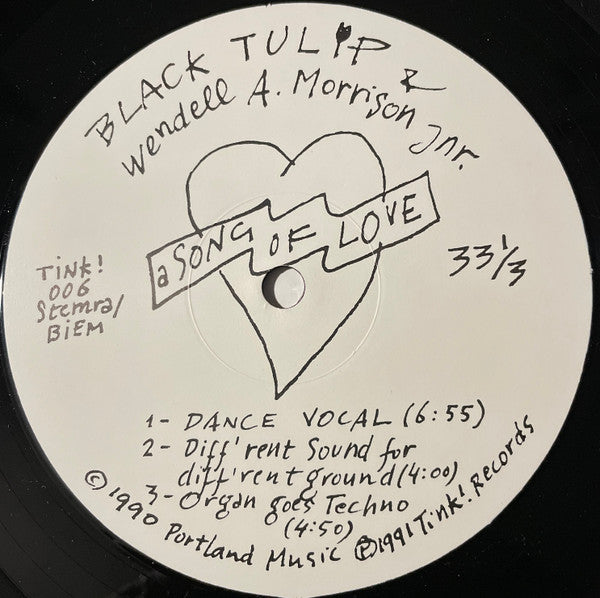 BLACK TULIP &
Wendell A. Morrison Jnr.
a SONG OF LOVE
Tink!
006
Stemra/
BIEM
33 1/3
1- DANCE VOCAL (6:55)
2- Diff'rent Sound for
diff'rent ground (4:00)
3- Organ goes Techno
(4:50)
© 1990 Portland Music ℗ 1991 Tink! Records